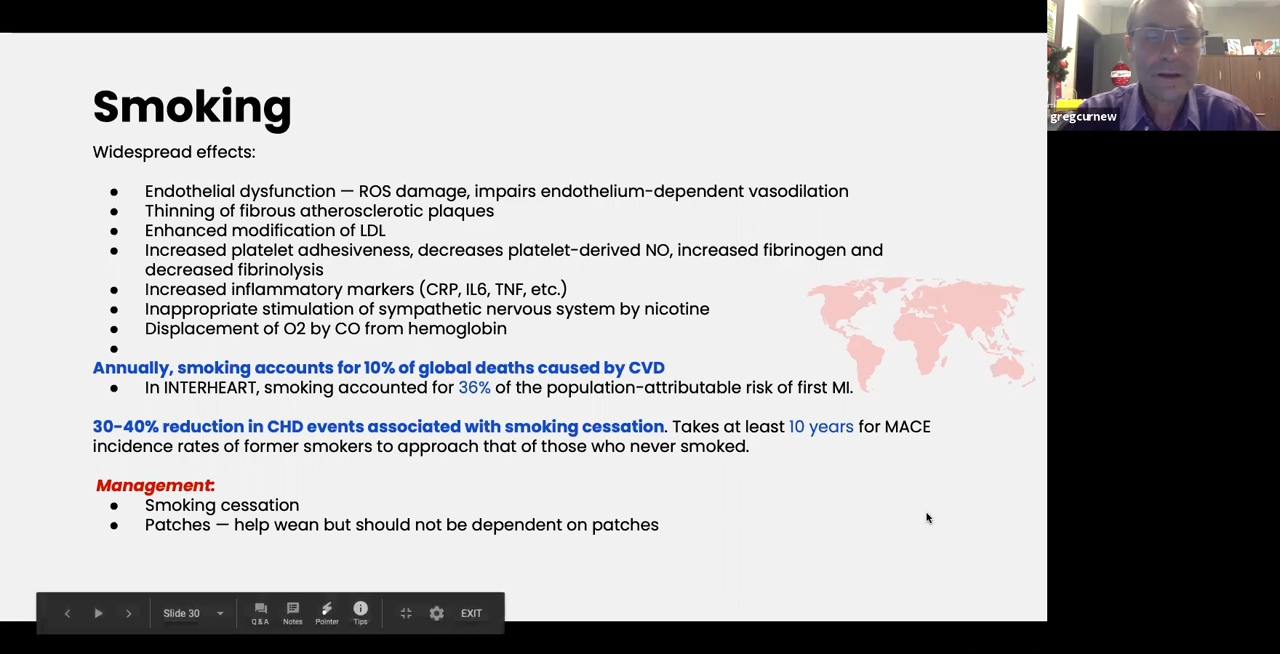 Smoking
Widespread effects:
● Endothelial dysfunction — ROS damage, impairs endothelium-dependent vasodilation
● Thinning of fibrous atherosclerotic plaques
● Enhanced modification of LDL
● Increased platelet adhesiveness, decreases platelet-derived NO, increased fibrinogen and
decreased fibrinolysis
● Increased inflammatory markers (CRP, IL6, TNF, etc.)
● Inappropriate stimulation of sympathetic nervous system by nicotine
● Displacement of O2 by CO from hemoglobin
●
Annually, smoking accounts for 10% of global deaths caused by CVD
● In INTERHEART, smoking accounted for 36% of the population-attributable risk of first MI.
30-40% reduction in CHD events associated with smoking cessation. Takes at least 10 years for MACE
incidence rates of former smokers to approach that of those who never smoked.
Management:
● Smoking cessation
● Patches — help wean but should not be dependent on patches
gregcurnew
Slide 30
Q & A Notes Pointer Tips
EXIT